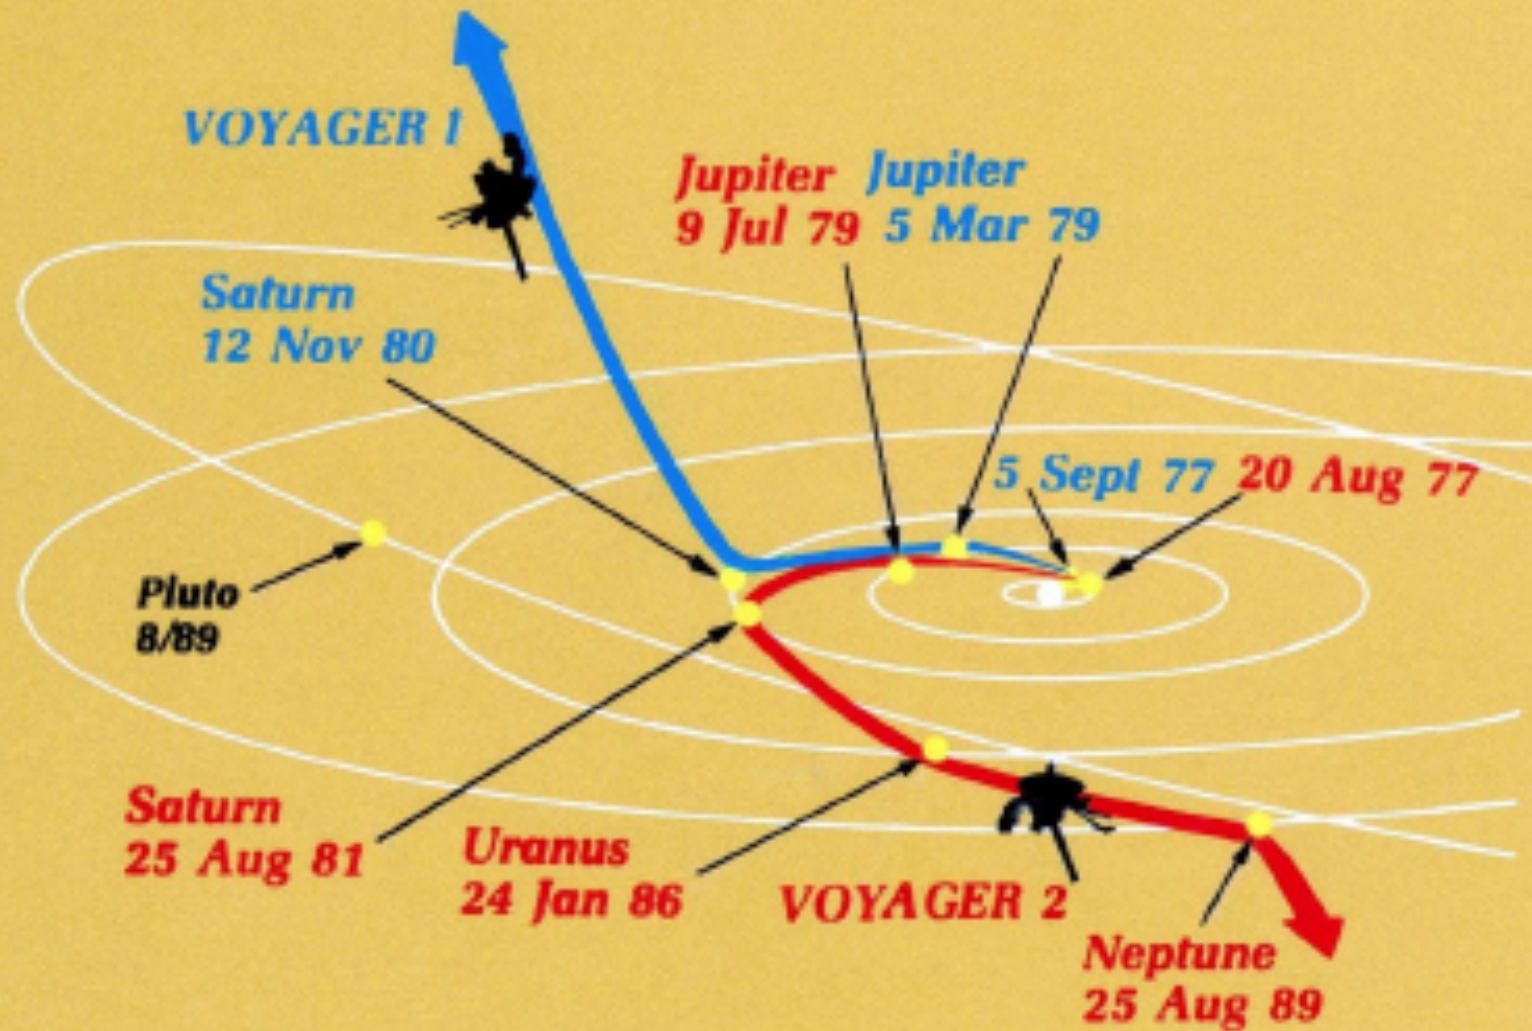 VOYAGER 1
Jupiter
9 Jul 79
Jupiter
5 Mar 79
Saturn
12 Nov 80
5 Sept 77
20 Aug 77
Pluto
8/89
Saturn
25 Aug 81
Uranus
24 Jan 86
VOYAGER 2
Neptune
25 Aug 89